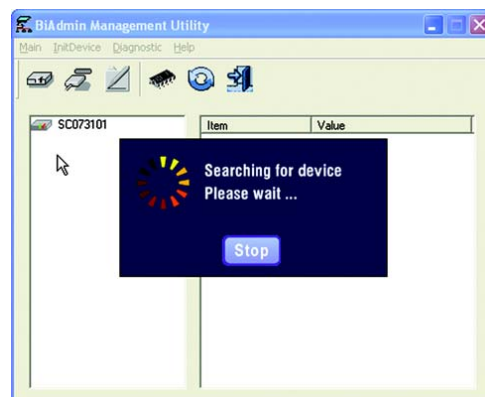 BiAdmin Management Utility
Main InitDevice Diagnostic Help
SC073101
Item Value
Searching for device
Please wait ...
Stop